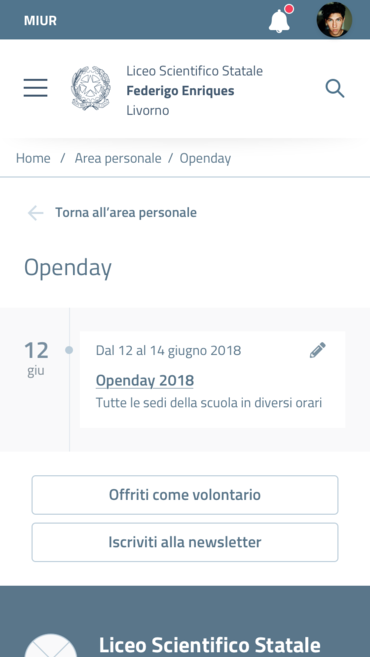 MIUR
Liceo Scientifico Statale
Federigo Enriques
Livorno
Home / Area personale / Openday
Torna all'area personale
Openday
12
giu
Dal 12 al 14 giugno 2018
Openday 2018
Tutte le sedi della scuola in diversi orari
Offriti come volontario
Iscriviti alla newsletter
Liceo Scientifico Statale